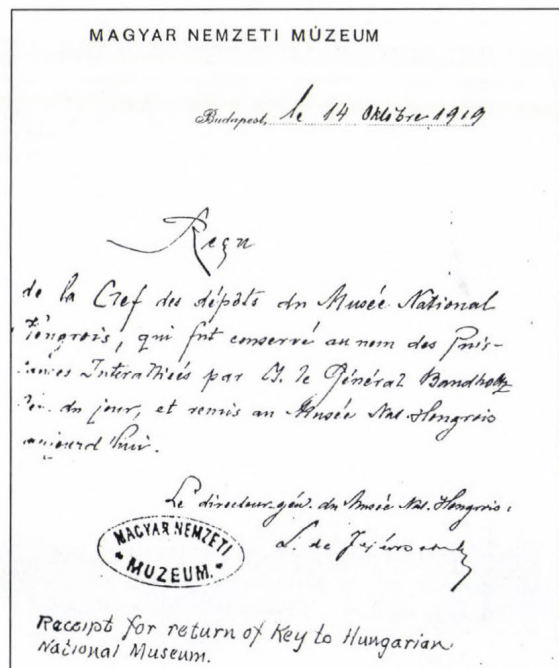 MAGYAR NEMZETI MÚZEUM
Budapest, le 14 Oktobre 1919
Reçu
de la Clef des dépôts du Musée National
Hongrois, qui fut conservé au nom des Puis-
sances Interalliées par M. le Général Bandholtz
du jour, et remis au Musée Nat. Hongrois
aujourd'hui.
Le directeur-gén. du Musée Nat. Hongrois:
L. de
MAGYAR NEMZETI
MUZEUM.
Receipt for return of Key to Hungarian
National Museum.